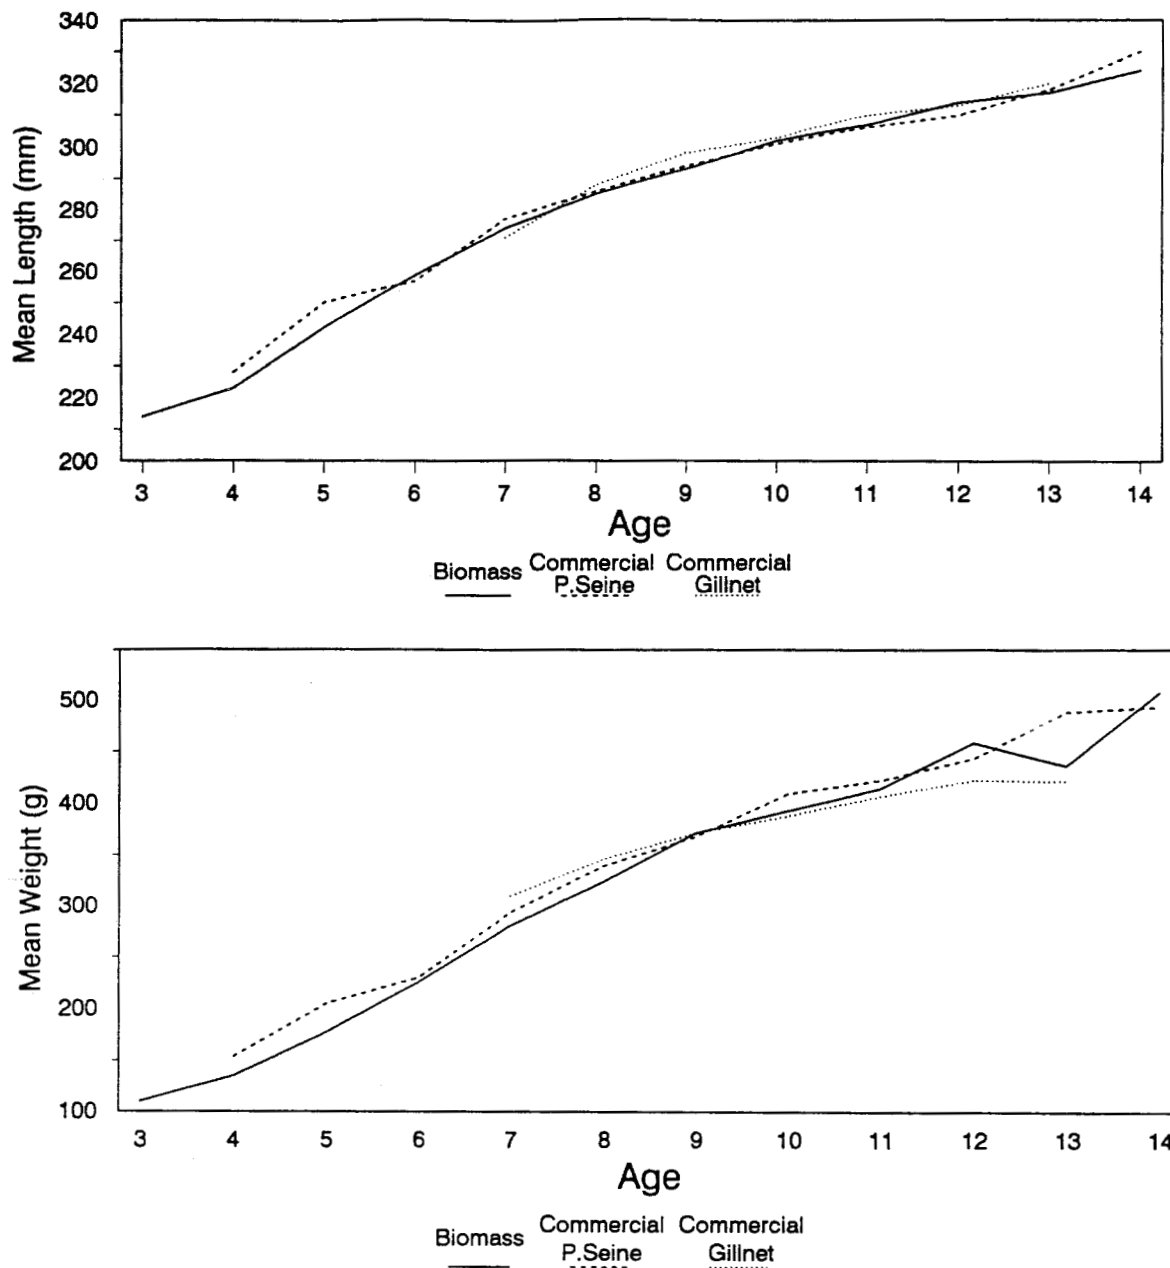 340
320
300
280
260
240
220
200
Mean Length (mm)
3 4 5 6 7 8 9 10 11 12 13 14
Age
Biomass Commercial P.Seine Commercial Gillnet
500
400
300
200
100
Mean Weight (g)
3 4 5 6 7 8 9 10 11 12 13 14
Age
Biomass Commercial P.Seine Commercial Gillnet